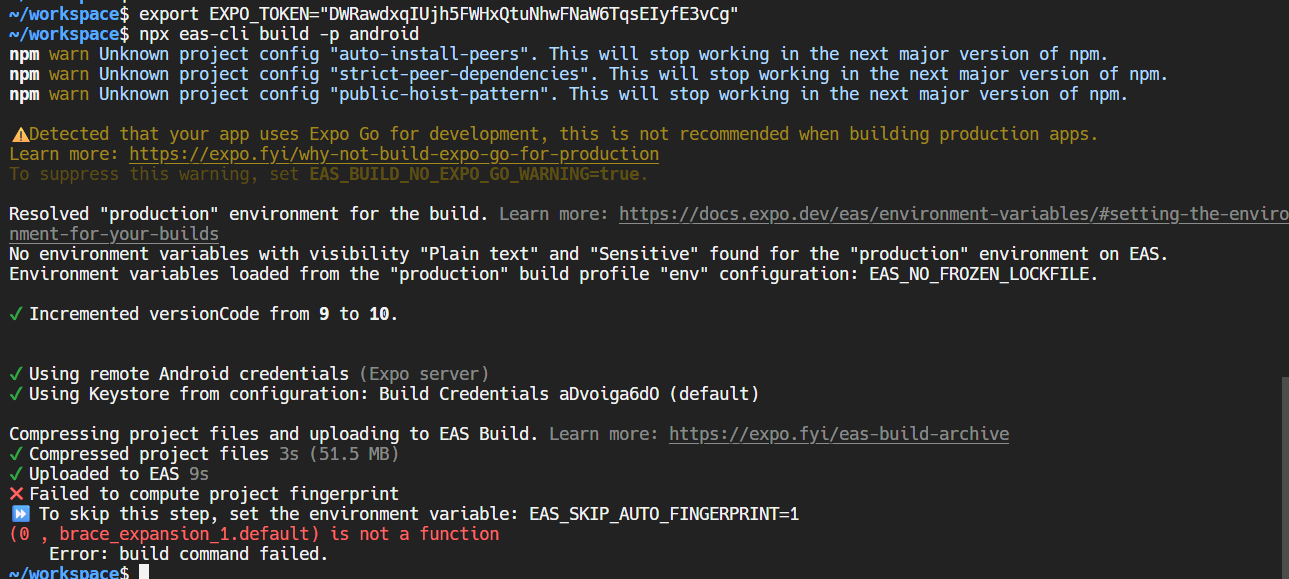 ~/workspace$ export EXPO_TOKEN="DWRawdxqIUjh5FWHxQtuNhwFNaW6TqsEIyfE3vCg"
~/workspace$ npx eas-cli build -p android
npm warn Unknown project config "auto-install-peers". This will stop working in the next major version of npm.
npm warn Unknown project config "strict-peer-dependencies". This will stop working in the next major version of npm.
npm warn Unknown project config "public-hoist-pattern". This will stop working in the next major version of npm.
⚠️Detected that your app uses Expo Go for development, this is not recommended when building production apps.
Learn more: https://expo.fyi/why-not-build-expo-go-for-production
To suppress this warning, set EAS_BUILD_NO_EXPO_GO_WARNING=true.
Resolved "production" environment for the build. Learn more: https://docs.expo.dev/eas/environment-variables/#setting-the-enviro
nment-for-your-builds
No environment variables with visibility "Plain text" and "Sensitive" found for the "production" environment on EAS.
Environment variables loaded from the "production" build profile "env" configuration: EAS_NO_FROZEN_LOCKFILE.
✓ Incremented versionCode from 9 to 10.
✓ Using remote Android credentials (Expo server)
✓ Using Keystore from configuration: Build Credentials aDvoiga6dO (default)
Compressing project files and uploading to EAS Build. Learn more: https://expo.fyi/eas-build-archive
✓ Compressed project files 3s (51.5 MB)
✓ Uploaded to EAS 9s
❌ Failed to compute project fingerprint
⏩ To skip this step, set the environment variable: EAS_SKIP_AUTO_FINGERPRINT=1
(0 , brace_expansion_1.default) is not a function
Error: build command failed.
~/workspace$